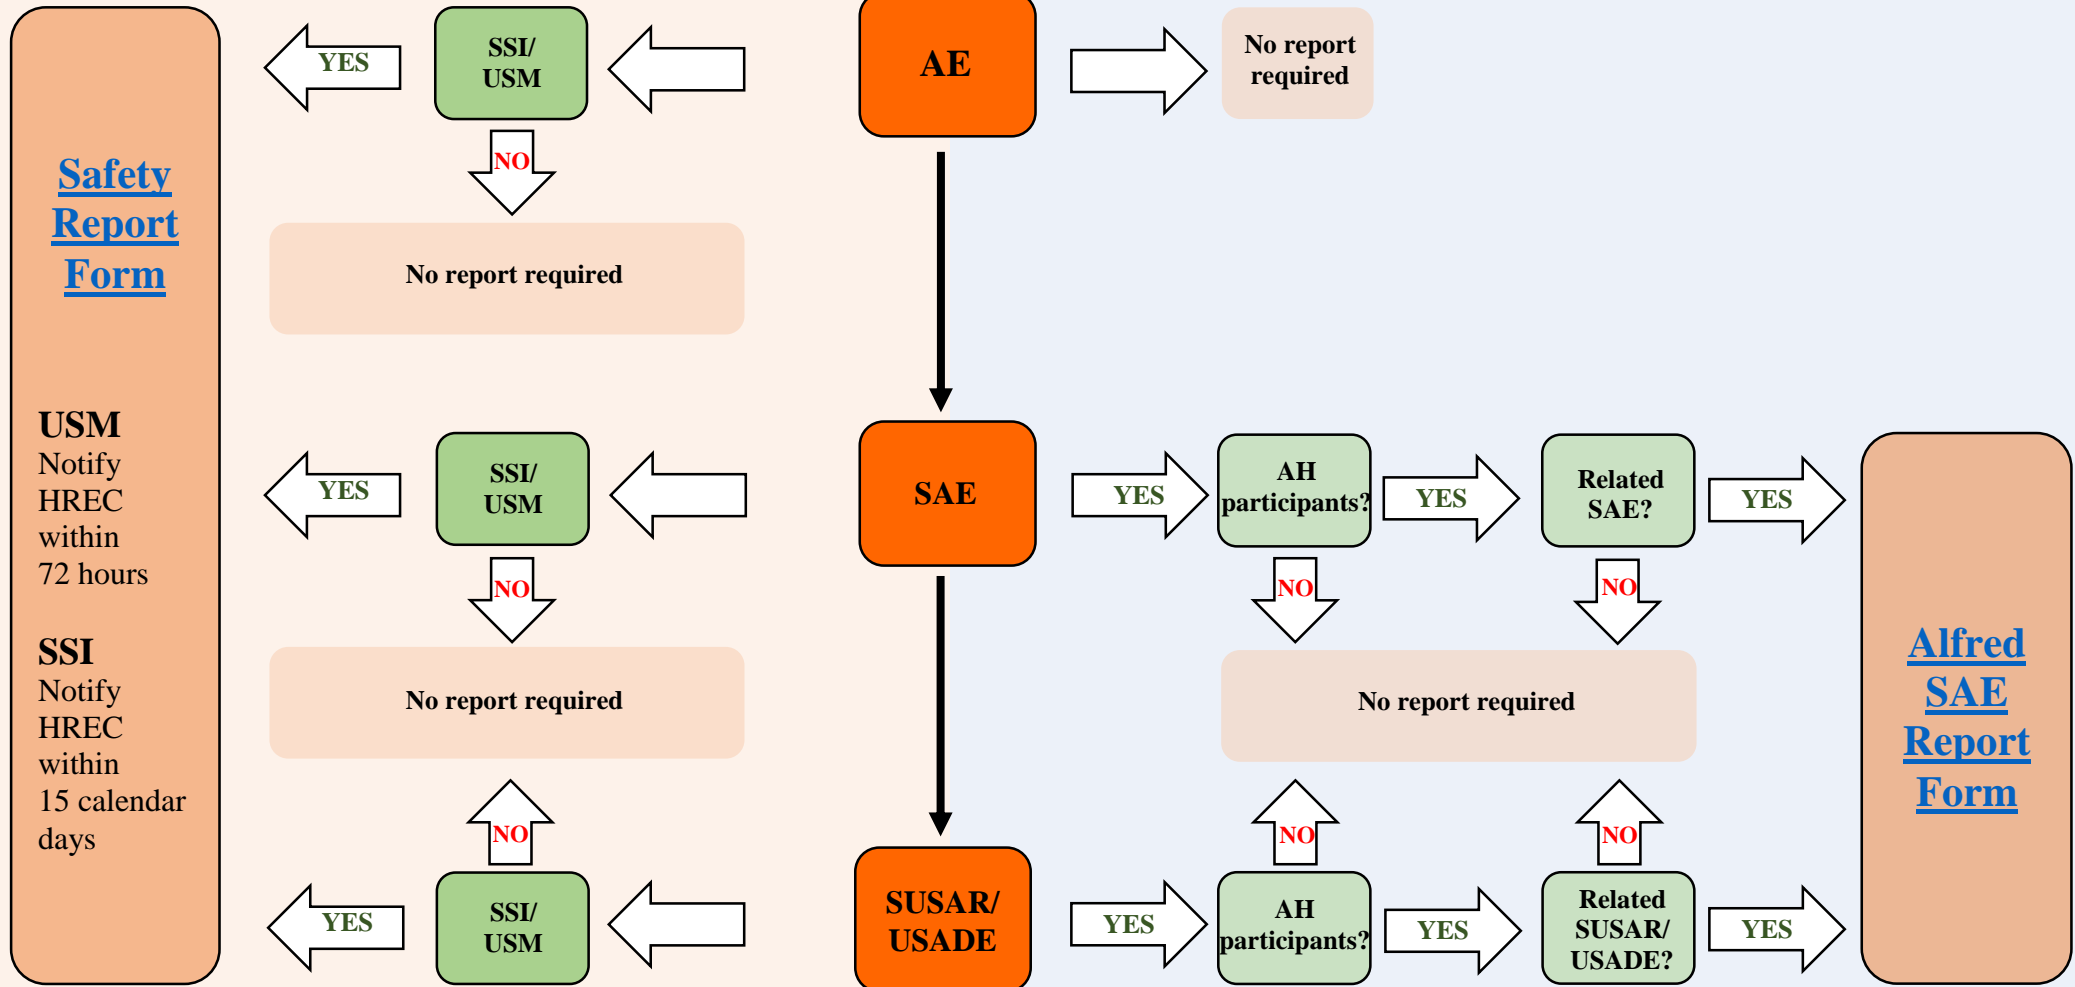 Safety
Report
Form
USM
Notify
HREC
within
72 hours
SSI
Notify
HREC
within
15 calendar
days
YES
SSI/
USM
AE
No report
required
NO
No report required
YES
SSI/
USM
SAE
YES
AH
participants?
YES
Related
SAE?
YES
NO
NO
NO
No report required
No report required
NO
NO
NO
YES
SSI/
USM
SUSAR/
USADE
YES
AH
participants?
YES
Related
SUSAR/
USADE?
YES
Alfred
SAE
Report
Form